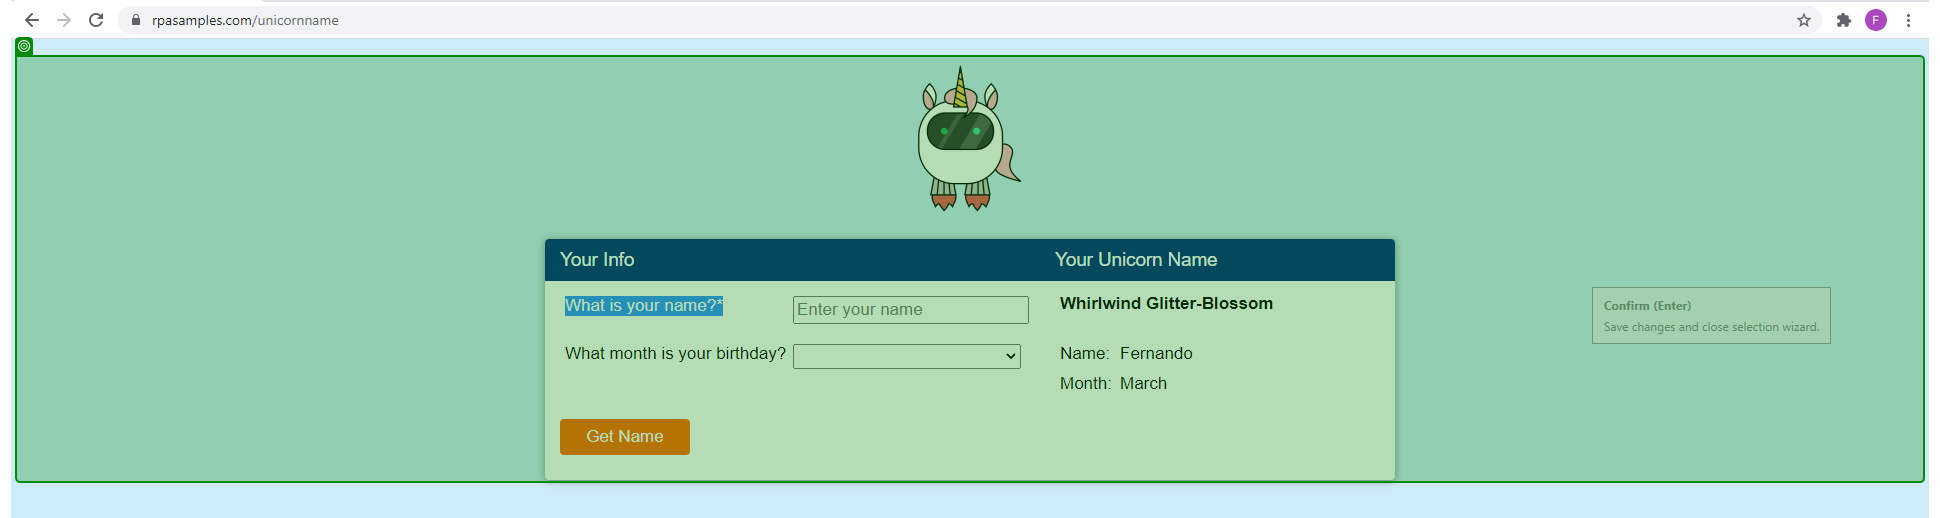 rpasamples.com/unicornname
F
Your Info
Your Unicorn Name
What is your name?*
Enter your name
Whirlwind Glitter-Blossom
What month is your birthday?
Name: Fernando
Month: March
Get Name
Confirm (Enter)
Save changes and close selection wizard.